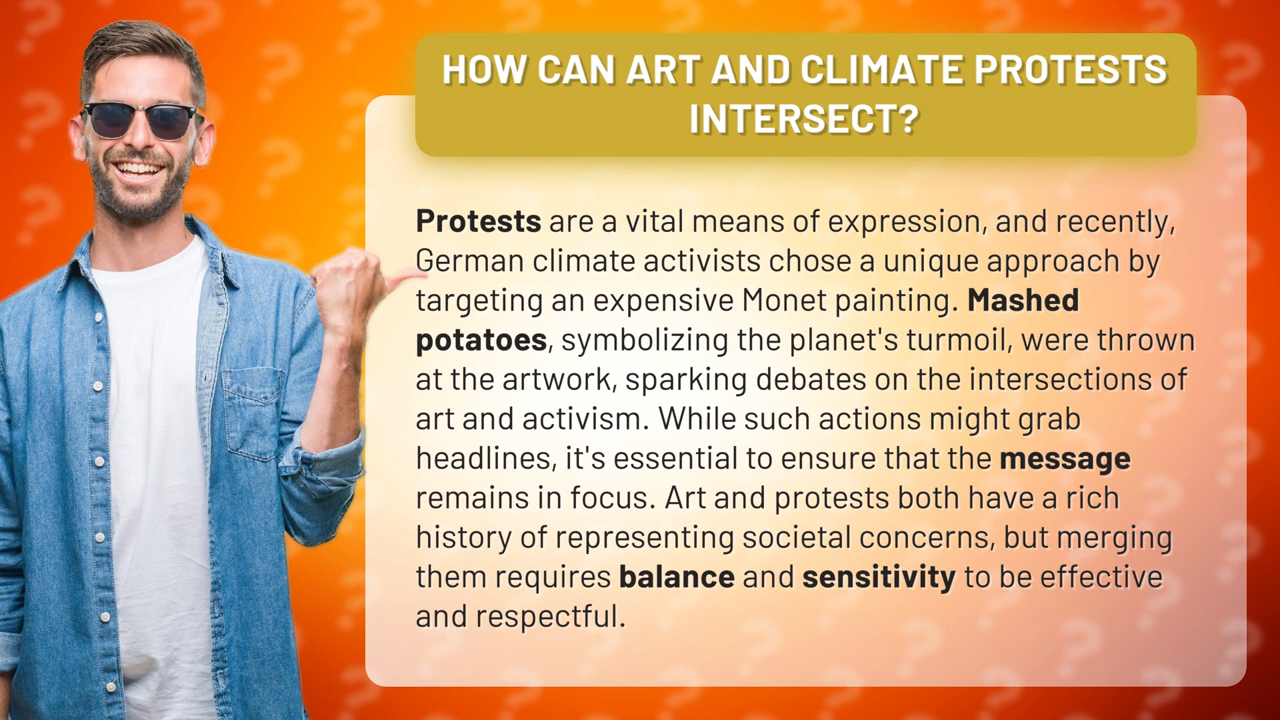 HOW CAN ART AND CLIMATE PROTESTS
INTERSECT?
Protests are a vital means of expression, and recently,
German climate activists chose a unique approach by
targeting an expensive Monet painting. Mashed
potatoes, symbolizing the planet's turmoil, were thrown
at the artwork, sparking debates on the intersections of
art and activism. While such actions might grab
headlines, it's essential to ensure that the message
remains in focus. Art and protests both have a rich
history of representing societal concerns, but merging
them requires balance and sensitivity to be effective
and respectful.